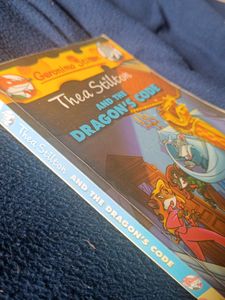 Geronimo Stilton
Thea Stilton
AND THE
DRAGON'S CODE
Thea Stilton AND THE DRAGON'S CODE